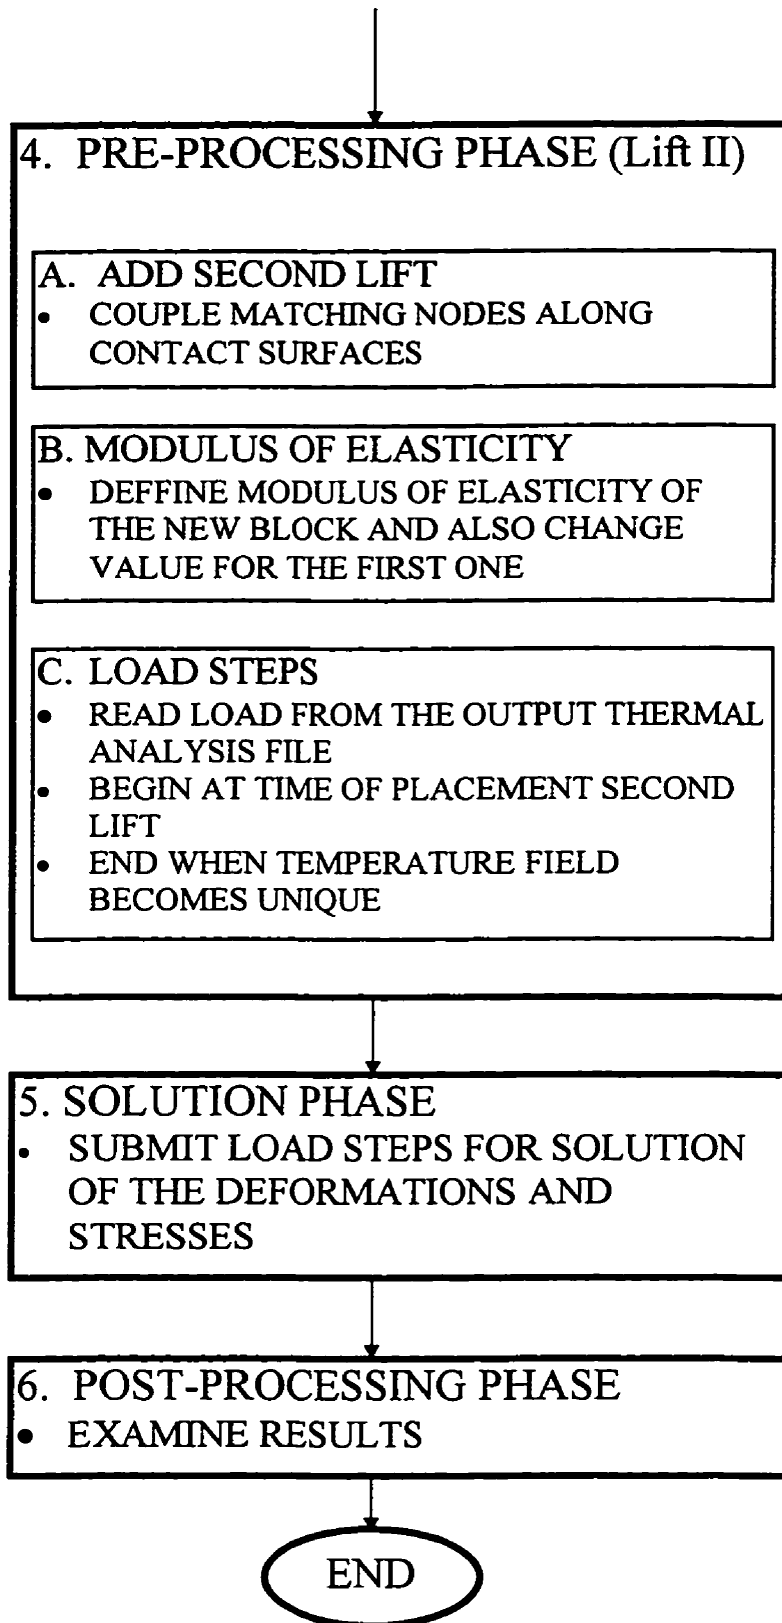 4. PRE-PROCESSING PHASE (Lift II)
A. ADD SECOND LIFT
• COUPLE MATCHING NODES ALONG
CONTACT SURFACES
B. MODULUS OF ELASTICITY
• DEFFINE MODULUS OF ELASTICITY OF
THE NEW BLOCK AND ALSO CHANGE
VALUE FOR THE FIRST ONE
C. LOAD STEPS
• READ LOAD FROM THE OUTPUT THERMAL
ANALYSIS FILE
• BEGIN AT TIME OF PLACEMENT SECOND
LIFT
• END WHEN TEMPERATURE FIELD
BECOMES UNIQUE
5. SOLUTION PHASE
• SUBMIT LOAD STEPS FOR SOLUTION
OF THE DEFORMATIONS AND
STRESSES
6. POST-PROCESSING PHASE
• EXAMINE RESULTS
END